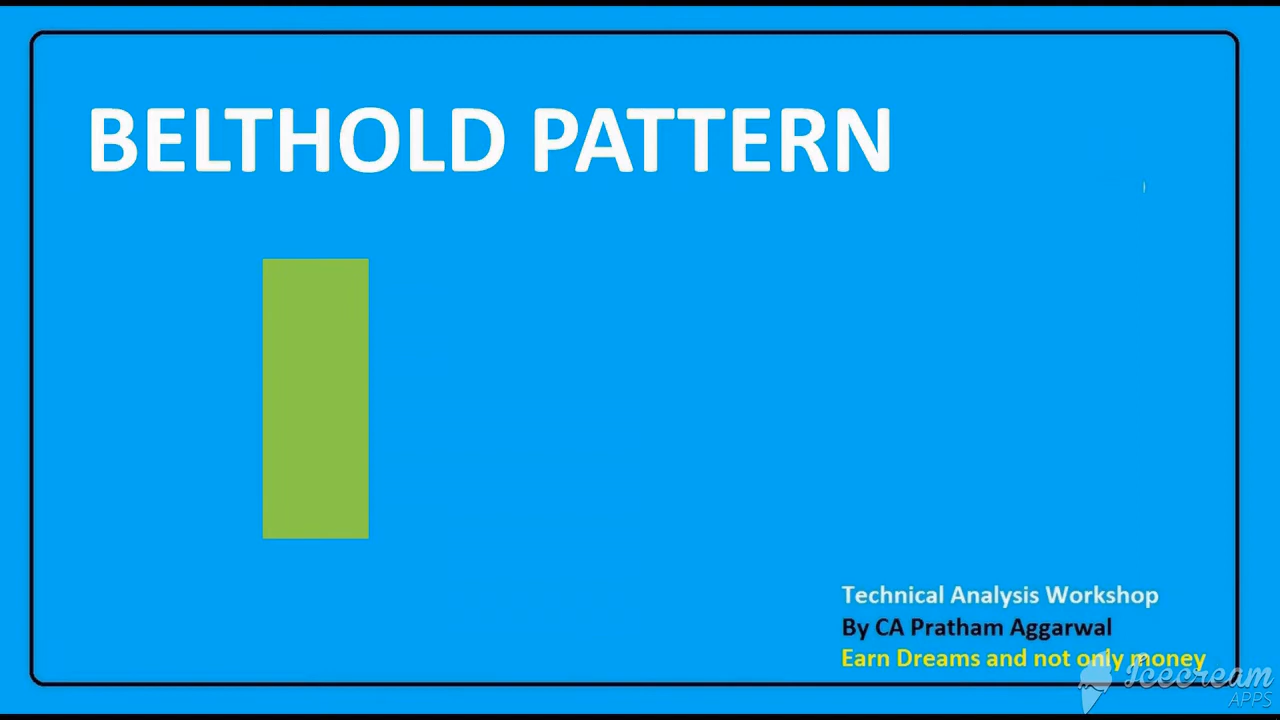 BELTHOLD PATTERN
Technical Analysis Workshop
By CA Pratham Aggarwal
Earn Dreams and not only money
Icecream
APPS